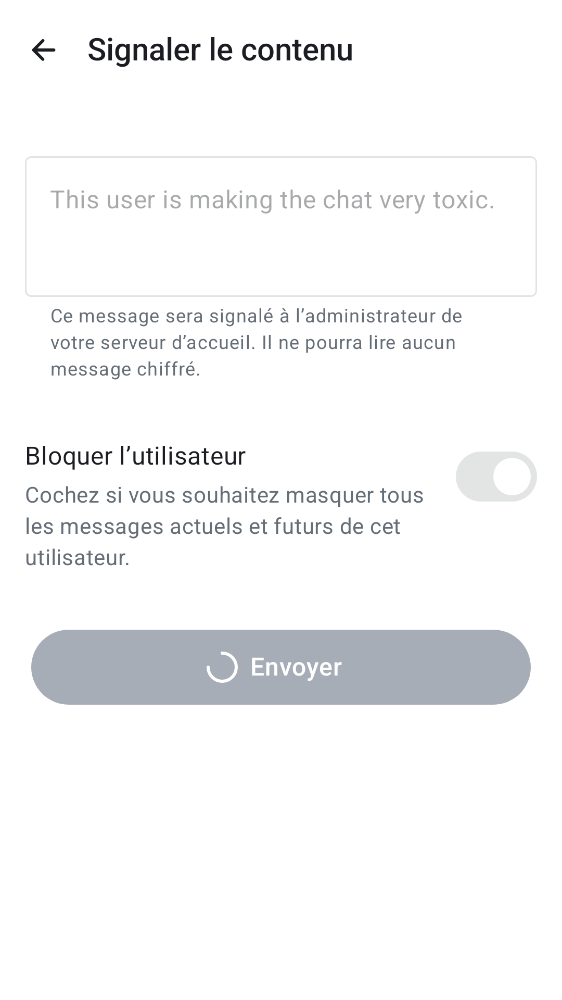 Signaler le contenu
This user is making the chat very toxic.
Ce message sera signalé à l’administrateur de
votre serveur d’accueil. Il ne pourra lire aucun
message chiffré.
Bloquer l’utilisateur
Cochez si vous souhaitez masquer tous
les messages actuels et futurs de cet
utilisateur.
Envoyer